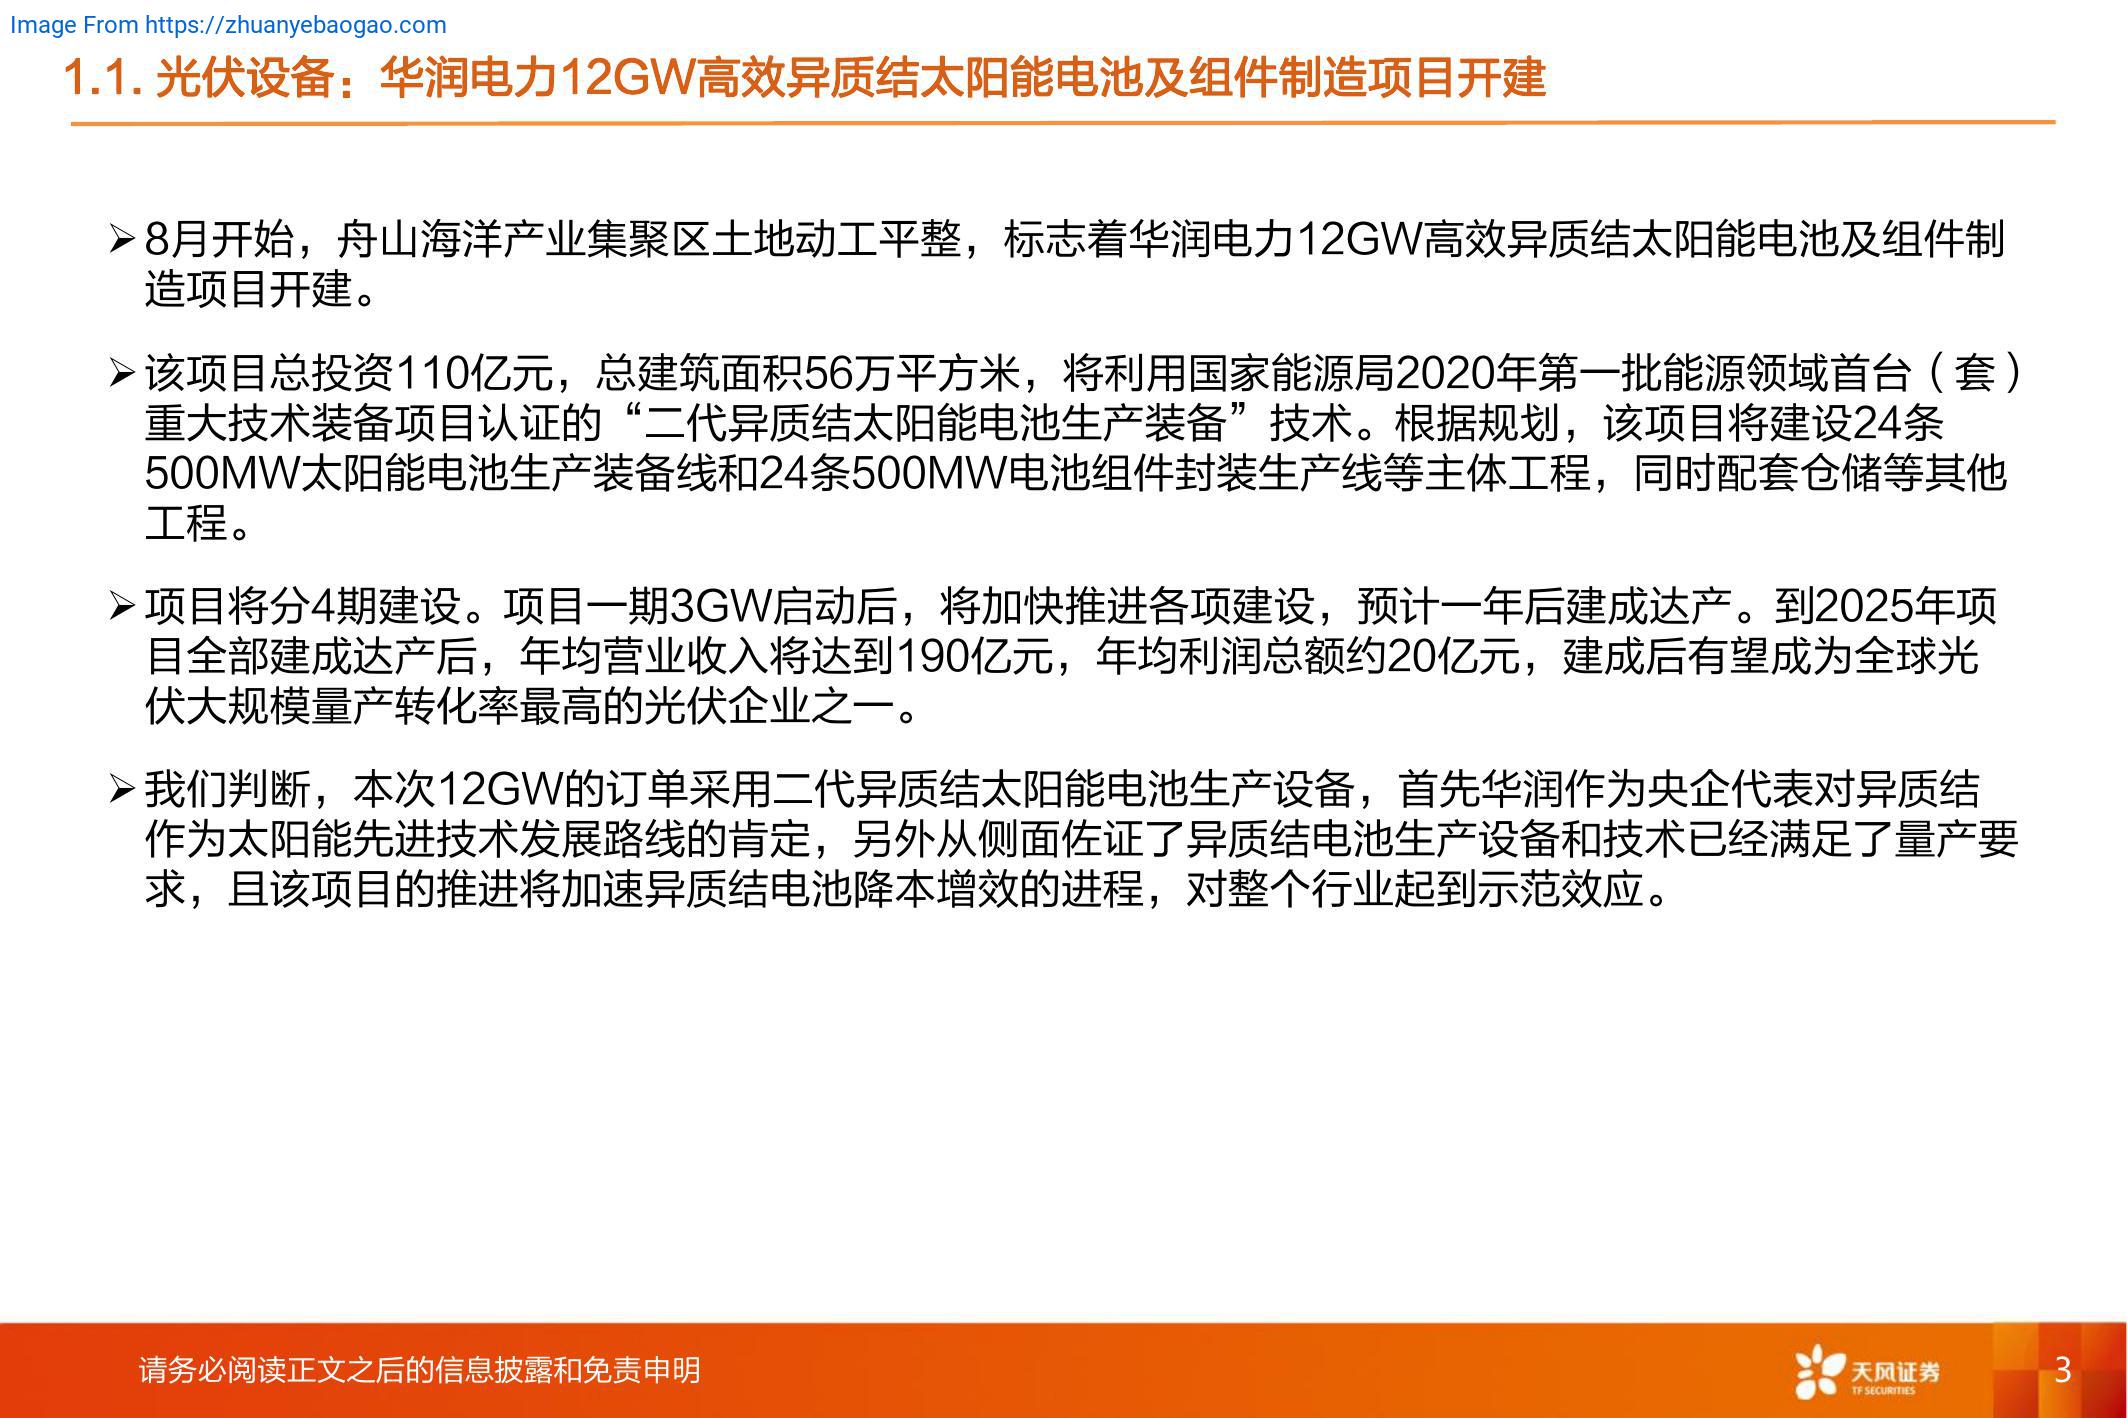 Image From https://zhuanyebaogao.com
1.1. 光伏设备：华润电力12GW高效异质结太阳能电池及组件制造项目开建
➢8月开始，舟山海洋产业集聚区土地动工平整，标志着华润电力12GW高效异质结太阳能电池及组件制
造项目开建。
➢该项目总投资110亿元，总建筑面积56万平方米，将利用国家能源局2020年第一批能源领域首台（套）
重大技术装备项目认证的“二代异质结太阳能电池生产装备”技术。根据规划，该项目将建设24条
500MW太阳能电池生产装备线和24条500MW电池组件封装生产线等主体工程，同时配套仓储等其他
工程。
➢项目将分4期建设。项目一期3GW启动后，将加快推进各项建设，预计一年后建成达产。到2025年项
目全部建成达产后，年均营业收入将达到190亿元，年均利润总额约20亿元，建成后有望成为全球光
伏大规模量产转化率最高的光伏企业之一。
➢我们判断，本次12GW的订单采用二代异质结太阳能电池生产设备，首先华润作为央企代表对异质结
作为太阳能先进技术发展路线的肯定，另外从侧面佐证了异质结电池生产设备和技术已经满足了量产要
求，且该项目的推进将加速异质结电池降本增效的进程，对整个行业起到示范效应。
请务必阅读正文之后的信息披露和免责申明
天风证券
TF SECURITIES
3